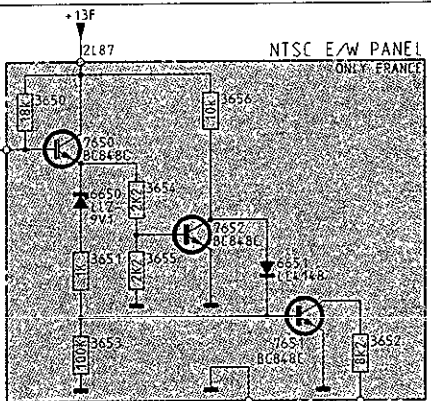 +13F
2L87
NTSC E/W PANEL
ONLY FRANCE
18K
3650
10K
3656
7650
BC848C
6650
LLZ
9V1
2K2
3654
7652
BC848C
1K
3651
2K2
3655
6651
LL4148
100K
3653
7651
BC848C
8K2
3652